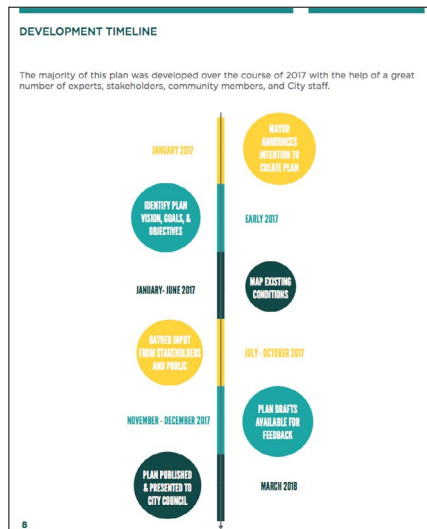 DEVELOPMENT TIMELINE
The majority of this plan was developed over the course of 2017 with the help of a great
number of experts, stakeholders, community members, and City staff.
JANUARY 2017
MAYOR
ANNOUNCES
INTENTION TO
CREATE PLAN
IDENTIFY PLAN
VISION, GOALS, &
OBJECTIVES
EARLY 2017
JANUARY- JUNE 2017
MAP EXISTING
CONDITIONS
GATHER INPUT
FROM STAKEHOLDERS
AND PUBLIC
JULY - OCTOBER 2017
NOVEMBER - DECEMBER 2017
PLAN DRAFTS
AVAILABLE FOR
FEEDBACK
PLAN PUBLISHED
& PRESENTED TO
CITY COUNCIL
MARCH 2018
8